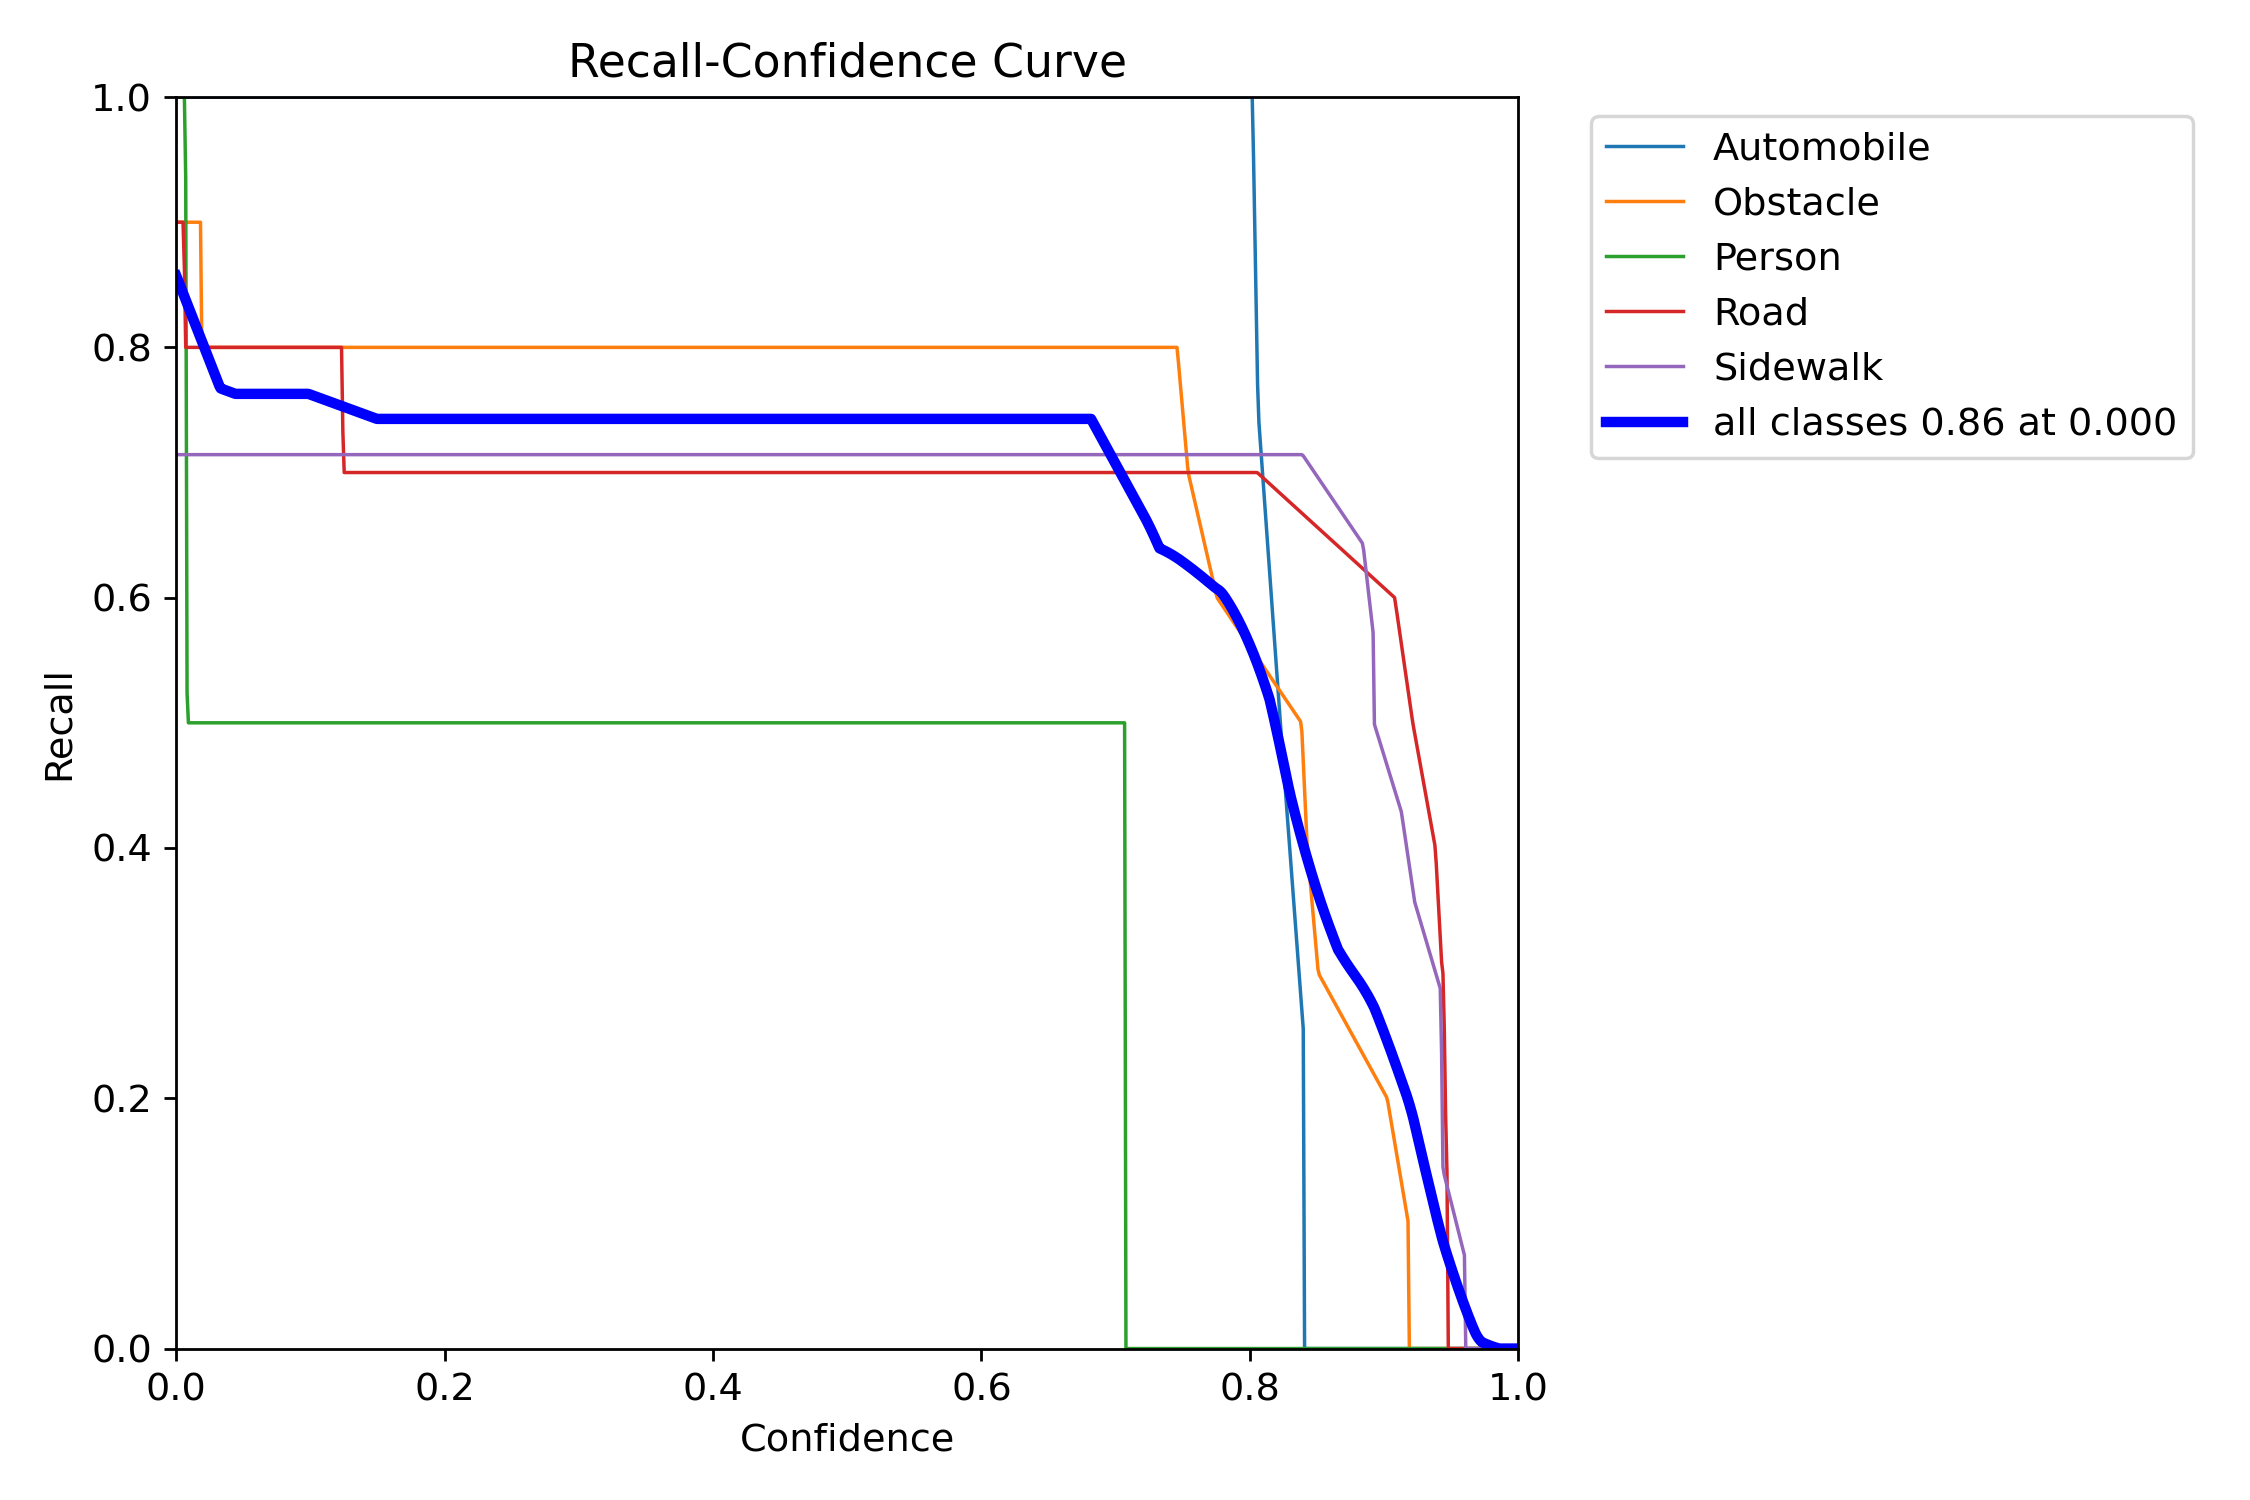 Recall-Confidence Curve
1.0
0.8
0.6
0.4
0.2
0.0
Recall
0.0 0.2 0.4 0.6 0.8 1.0
Confidence
Automobile
Obstacle
Person
Road
Sidewalk
all classes 0.86 at 0.000